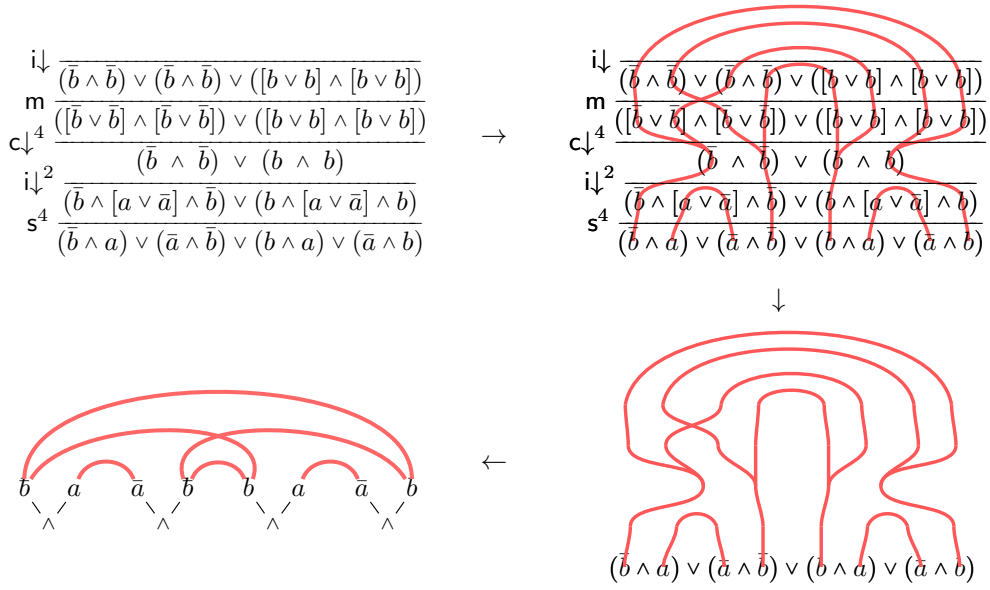 i↓
(b̄ ∧ b̄) ∨ (b̄ ∧ b̄) ∨ ([b ∨ b] ∧ [b ∨ b])
m
([b̄ ∨ b̄] ∧ [b̄ ∨ b̄]) ∨ ([b ∨ b] ∧ [b ∨ b])
c↓⁴
(b̄ ∧ b̄) ∨ (b ∧ b)
i↓²
(b̄ ∧ [a ∨ ā] ∧ b̄) ∨ (b ∧ [a ∨ ā] ∧ b)
s⁴
(b̄ ∧ a) ∨ (ā ∧ b̄) ∨ (b ∧ a) ∨ (ā ∧ b)
→
i↓
(b̄ ∧ b̄) ∨ (b̄ ∧ b̄) ∨ ([b ∨ b] ∧ [b ∨ b])
m
([b̄ ∨ b̄] ∧ [b̄ ∨ b̄]) ∨ ([b ∨ b] ∧ [b ∨ b])
c↓⁴
(b̄ ∧ b̄) ∨ (b ∧ b)
i↓²
(b̄ ∧ [a ∨ ā] ∧ b̄) ∨ (b ∧ [a ∨ ā] ∧ b)
s⁴
(b̄ ∧ a) ∨ (ā ∧ b̄) ∨ (b ∧ a) ∨ (ā ∧ b)
↓
(b̄ ∧ a) ∨ (ā ∧ b̄) ∨ (b ∧ a) ∨ (ā ∧ b)
←
b̄ a ā b̄ b a ā b
∧ ∧ ∧ ∧